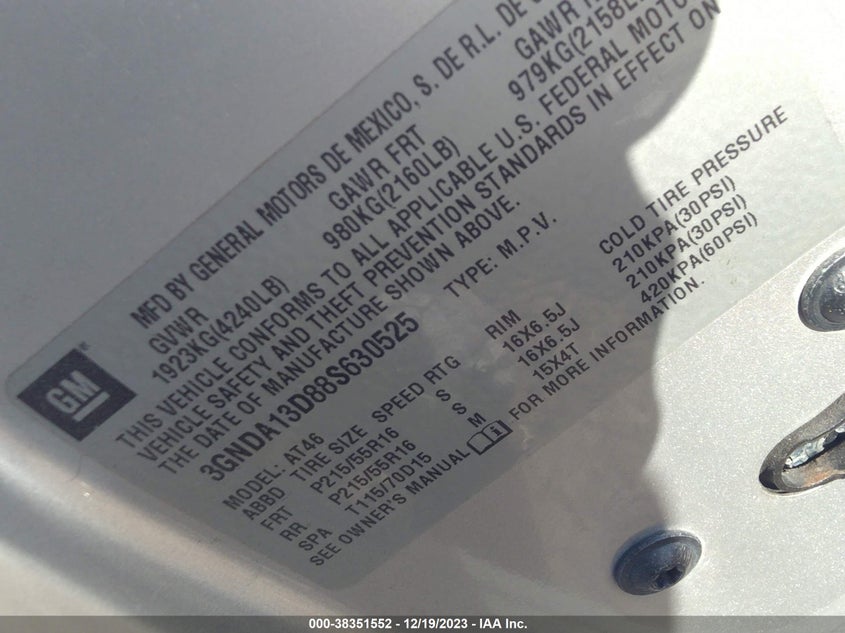 MFD BY GENERAL MOTORS DE MEXICO, S. DE R.L. DE
GVWR GAWR FRT GAWR
1923KG(4240LB) 980KG(2160LB) 979KG(2158L
THIS VEHICLE CONFORMS TO ALL APPLICABLE U.S. FEDERAL MOTO
VEHICLE SAFETY AND THEFT PREVENTION STANDARDS IN EFFECT ON
THE DATE OF MANUFACTURE SHOWN ABOVE.
3GNDA13D88S630525 TYPE: M.P.V.
GM®
MODEL: AT46
ABBD TIRE SIZE SPEED RTG RIM COLD TIRE PRESSURE
FRT P215/55R16 S 16X6.5J 210KPA(30PSI)
RR P215/55R16 S 16X6.5J 210KPA(30PSI)
SPA T115/70D15 M 15X4T 420KPA(60PSI)
SEE OWNER'S MANUAL FOR MORE INFORMATION.
000-38351552 - 12/19/2023 - IAA Inc.